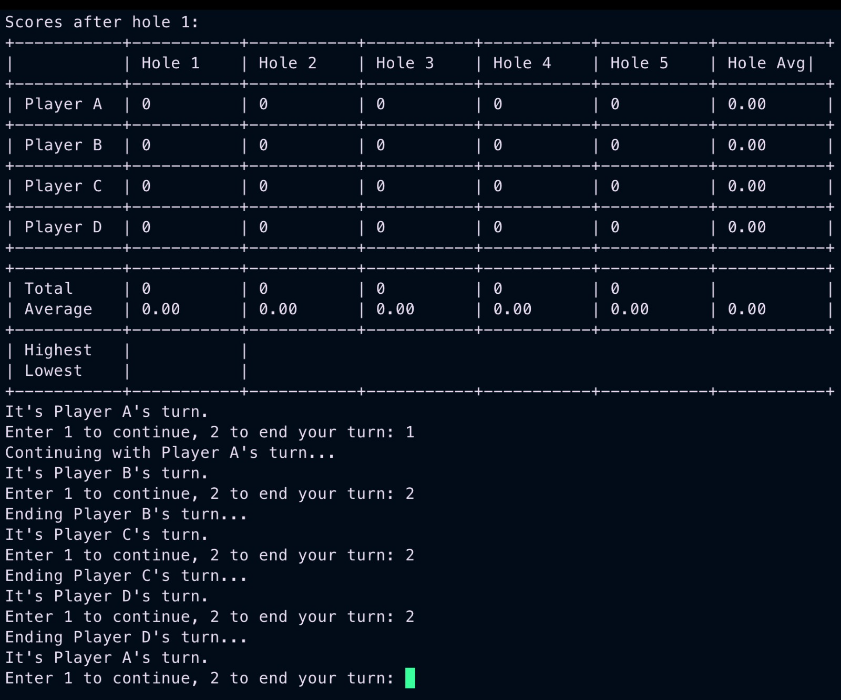 Scores after hole 1:
+-----------+-----------+-----------+-----------+-----------+-----------+-----------+
|           | Hole 1    | Hole 2    | Hole 3    | Hole 4    | Hole 5    | Hole Avg|
+-----------+-----------+-----------+-----------+-----------+-----------+-----------+
| Player A  | 0         | 0         | 0         | 0         | 0         | 0.00      |
+-----------+-----------+-----------+-----------+-----------+-----------+-----------+
| Player B  | 0         | 0         | 0         | 0         | 0         | 0.00      |
+-----------+-----------+-----------+-----------+-----------+-----------+-----------+
| Player C  | 0         | 0         | 0         | 0         | 0         | 0.00      |
+-----------+-----------+-----------+-----------+-----------+-----------+-----------+
| Player D  | 0         | 0         | 0         | 0         | 0         | 0.00      |
+-----------+-----------+-----------+-----------+-----------+-----------+-----------+
+-----------+-----------+-----------+-----------+-----------+-----------+-----------+
| Total     | 0         | 0         | 0         | 0         | 0         |           |
| Average   | 0.00      | 0.00      | 0.00      | 0.00      | 0.00      | 0.00      |
+-----------+-----------+-----------+-----------+-----------+-----------+-----------+
| Highest   |           |
| Lowest    |           |
+-----------+-----------+-----------+-----------+-----------+-----------+-----------+
It's Player A's turn.
Enter 1 to continue, 2 to end your turn: 1
Continuing with Player A's turn...
It's Player B's turn.
Enter 1 to continue, 2 to end your turn: 2
Ending Player B's turn...
It's Player C's turn.
Enter 1 to continue, 2 to end your turn: 2
Ending Player C's turn...
It's Player D's turn.
Enter 1 to continue, 2 to end your turn: 2
Ending Player D's turn...
It's Player A's turn.
Enter 1 to continue, 2 to end your turn: